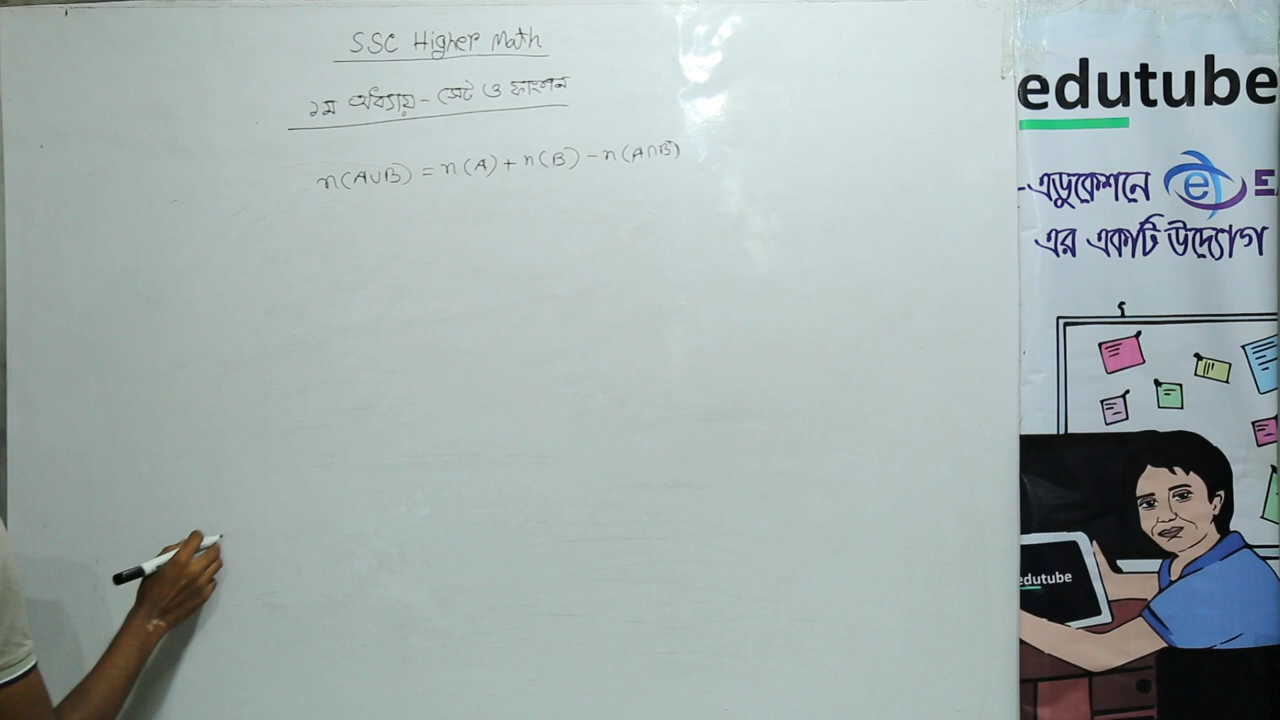 SSC Higher Math
১ম অধ্যায় - সেট ও ফাংশন
n(A∪B) = n(A) + n(B) - n(A∩B)
edutube
-এডুকেশনে e E
এর একটি উদ্যোগ
edutube